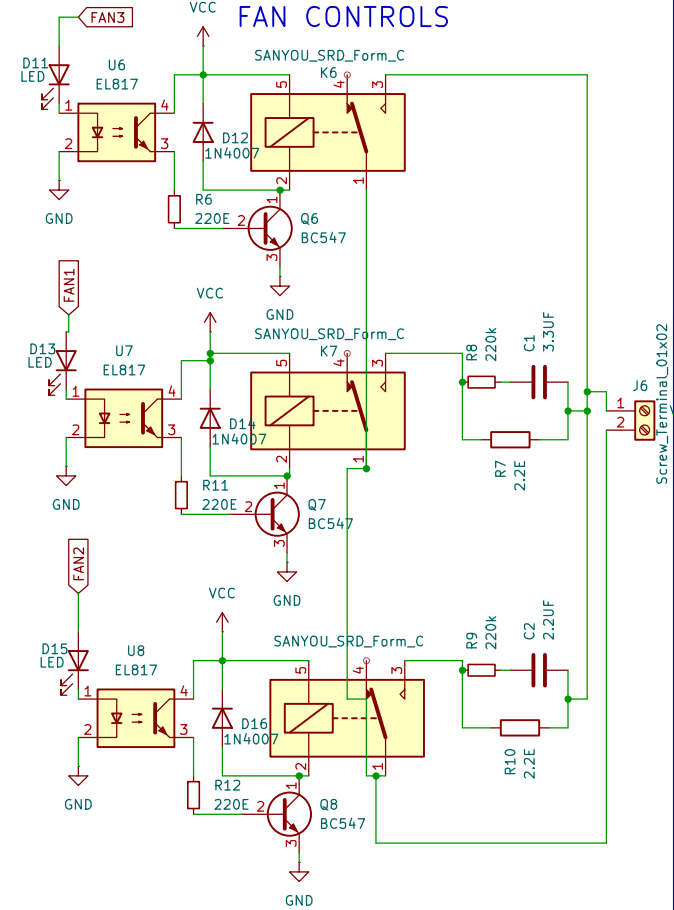 FAN CONTROLS
VCC
FAN3
D11
LED
U6
EL817
1
2
4
3
GND
D12
1N4007
SANYOU_SRD_Form_C
K6
5
4
3
2
1
R6
220E
2
1
3
Q6
BC547
GND
FAN1
VCC
D13
LED
U7
EL817
1
2
4
3
GND
D14
1N4007
SANYOU_SRD_Form_C
K7
5
4
3
2
1
R11
220E
2
1
3
Q7
BC547
GND
R8
220k
C1
3.3UF
R7
2.2E
J6
1
2
Screw_Terminal_01x02
FAN2
VCC
D15
LED
U8
EL817
1
2
4
3
GND
D16
1N4007
SANYOU_SRD_Form_C
5
4
3
2
1
R12
220E
2
1
3
Q8
BC547
GND
R9
220k
C2
2.2UF
R10
2.2E